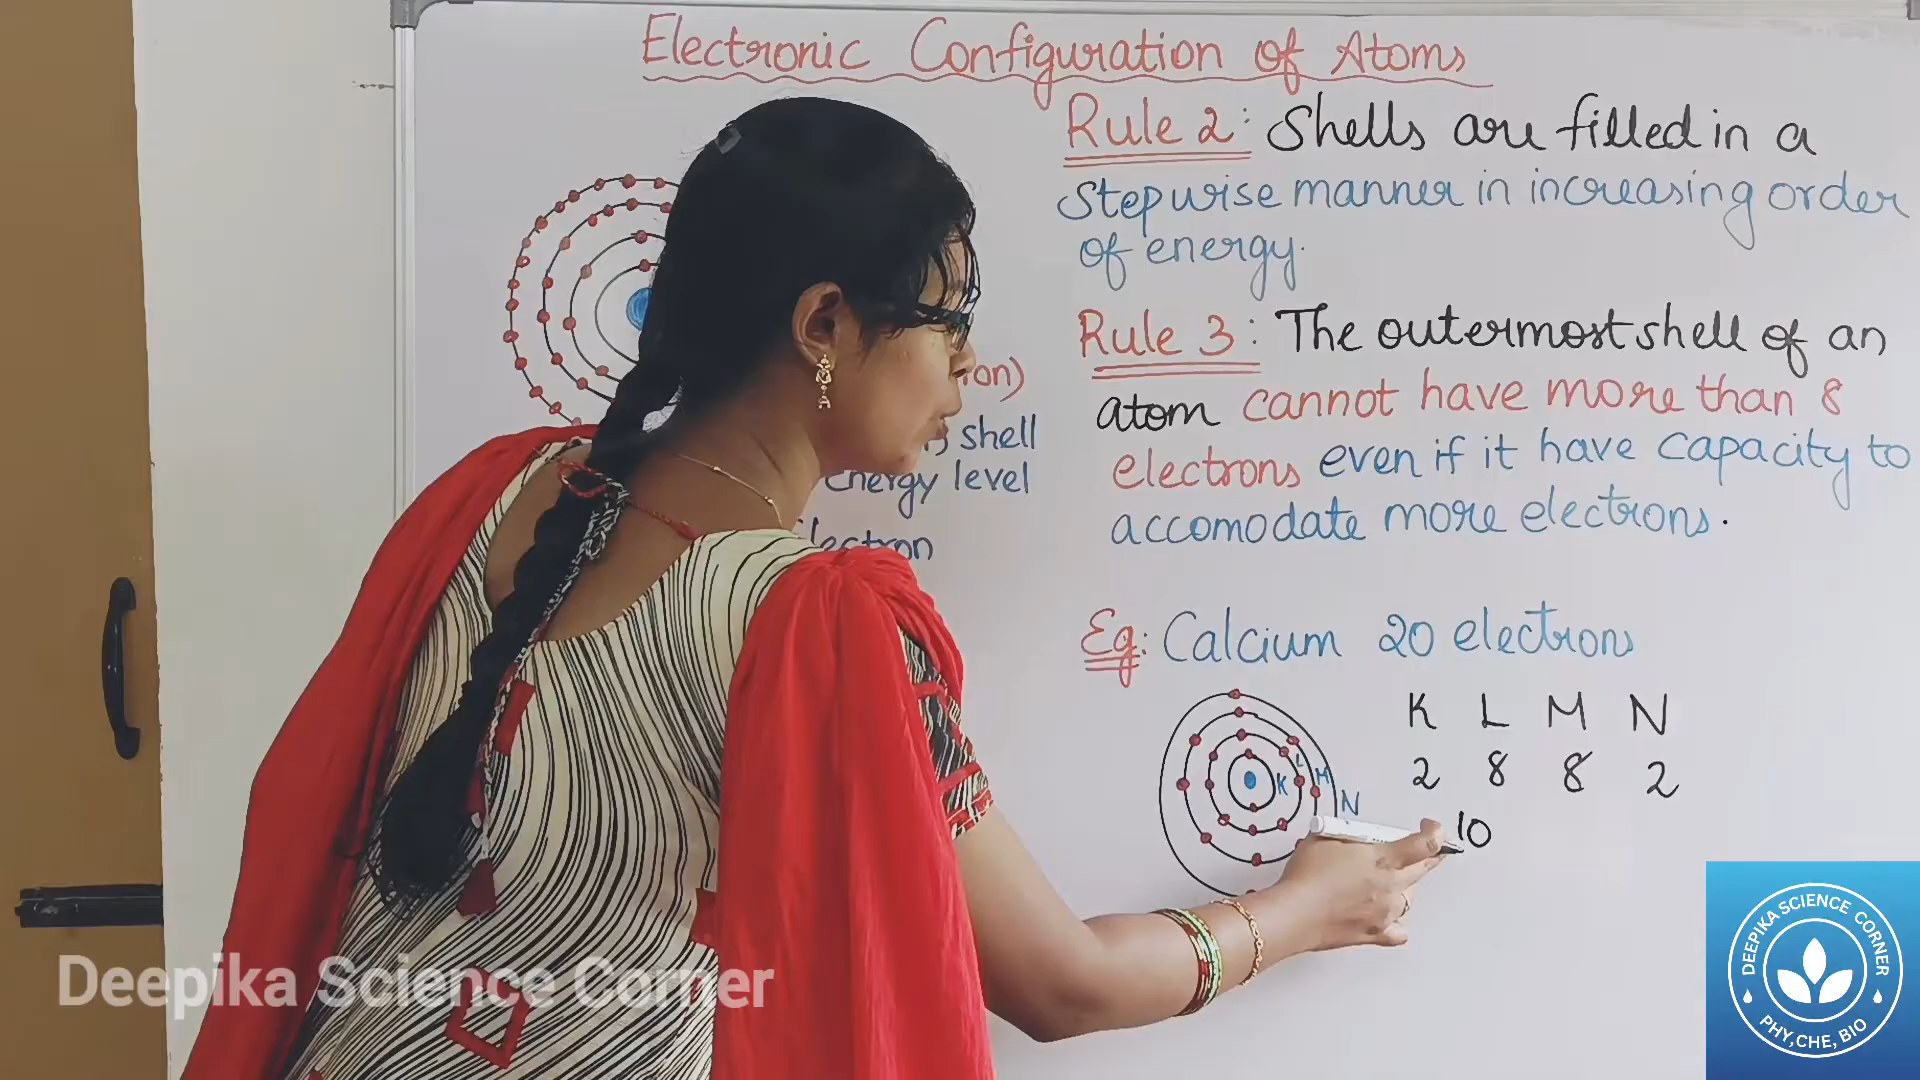 Electronic Configuration of Atoms
Rule 2: Shells are filled in a
stepwise manner in increasing order
of energy.
Rule 3: The outermost shell of an
atom cannot have more than 8
electrons even if it have capacity to
accomodate more electrons.
shell
energy level
Eg: Calcium 20 electrons
K L M N
K L M N
2 8 8 2
10
Deepika Science Corner
DEEPIKA SCIENCE CORNER
PHY,CHE, BIO